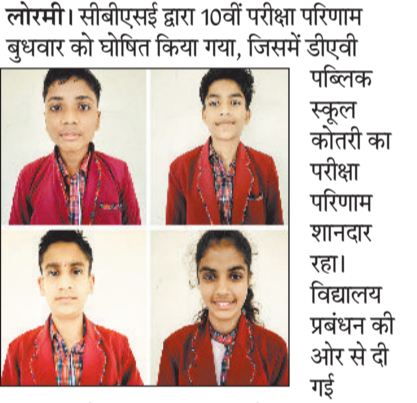 लोरमी। सीबीएसई द्वारा 10वीं परीक्षा परिणाम
बुधवार को घोषित किया गया, जिसमें डीएवी
पब्लिक
स्कूल
कोतरी का
परीक्षा
परिणाम
शानदार
रहा।
विद्यालय
प्रबंधन की
ओर से दी
गई